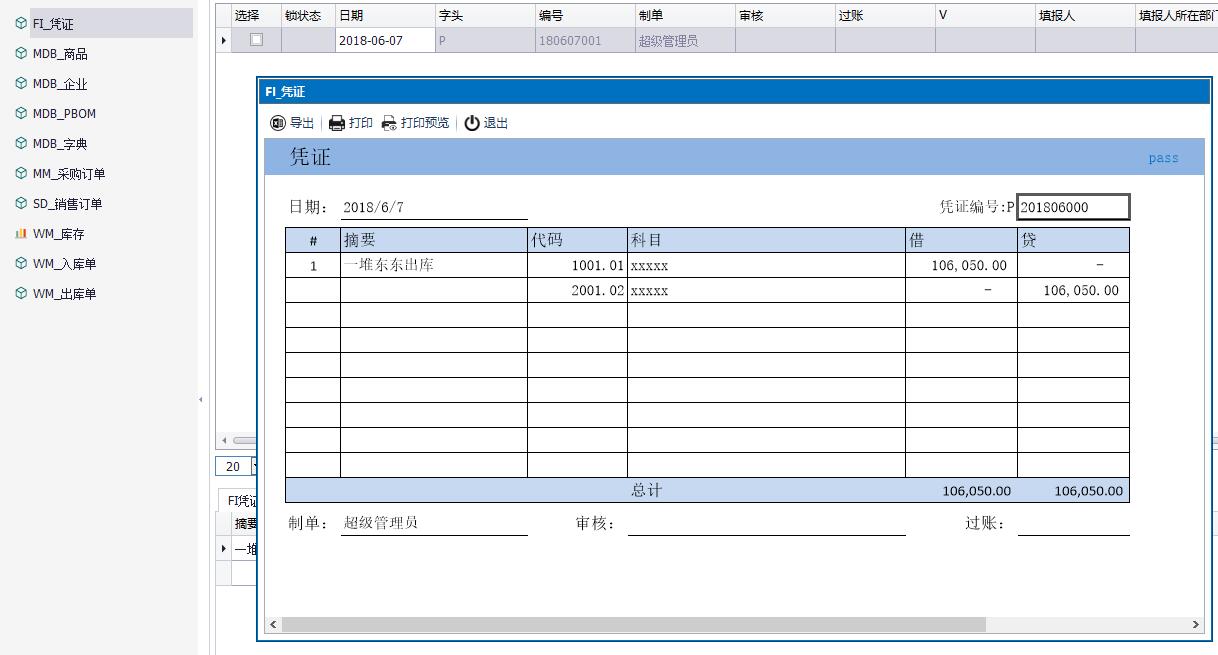 FI_凭证
MDB_商品
MDB_企业
MDB_PBOM
MDB_字典
MM_采购订单
SD_销售订单
WM_库存
WM_入库单
WM_出库单
选择 锁状态 日期 字头 编号 制单 审核 过账 V 填报人 填报人所在部门
2018-06-07 P 180607001 超级管理员
FI_凭证
导出 打印 打印预览 退出
凭证 pass
日期: 2018/6/7 凭证编号:P 201806000
# 摘要 代码 科目 借 贷
1 一堆东东出库 1001.01 xxxxx 106,050.00 -
2001.02 xxxxx - 106,050.00
总计 106,050.00 106,050.00
制单: 超级管理员 审核: 过账:
20
FI凭证
摘要
一堆